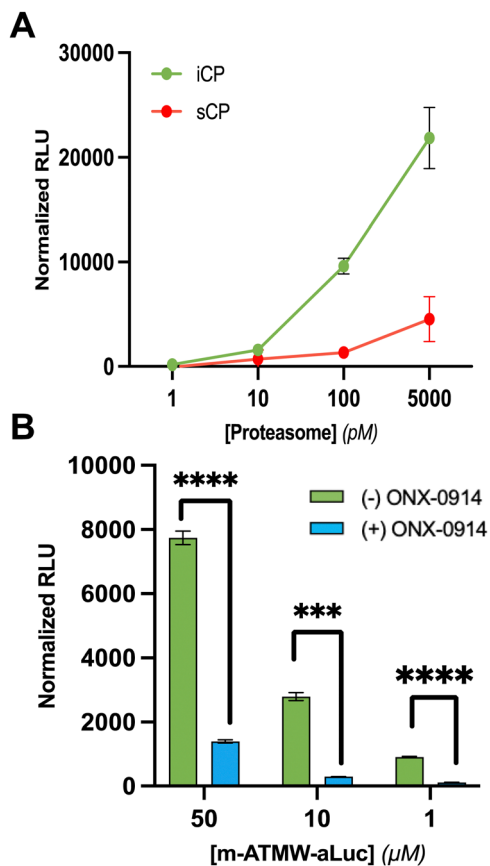 A
30000
20000
10000
0
Normalized RLU
iCP
sCP
1 10 100 5000
[Proteasome] (pM)
B
10000
8000
6000
4000
2000
0
Normalized RLU
****
***
****
(-) ONX-0914
(+) ONX-0914
50 10 1
[m-ATMW-aLuc] (µM)